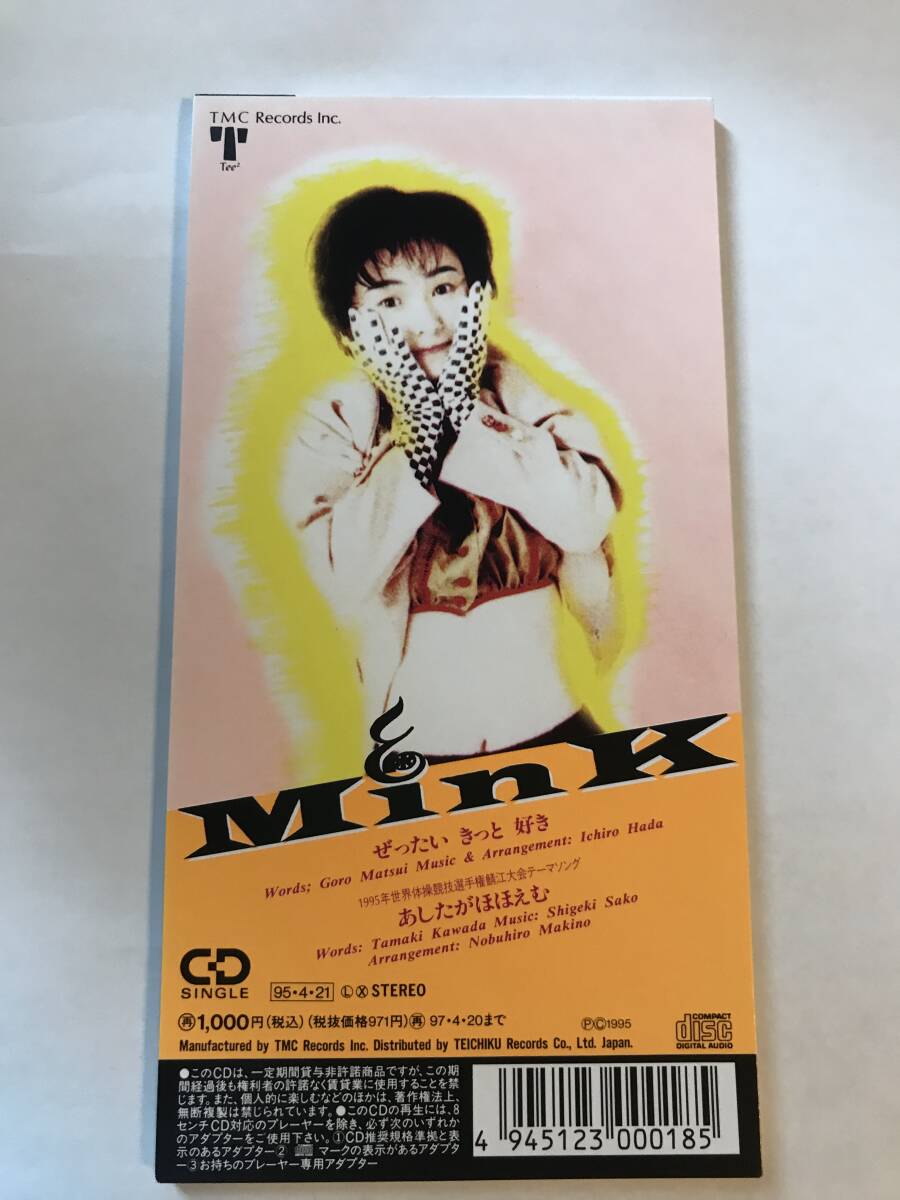 TMC Records Inc.
Tee²
MinK
ぜったい きっと 好き
Words; Goro Matsui Music & Arrangement: Ichiro Hada
1995年世界体操競技選手権鯖江大会テーマソング
あしたがほほえむ
Words: Tamaki Kawada Music: Shigeki Sako
Arrangement: Nobuhiro Makino
CD
SINGLE
95・4・21 Ⓛ Ⓧ STEREO
㊢1,000円(税込)(税抜価格971円)㊢97・4・20まで
ⓅⒸ1995
COMPACT
disc
DIGITAL AUDIO
Manufactured by TMC Records Inc. Distributed by TEICHIKU Records Co., Ltd. Japan.
●このCDは、一定期間貸与非許諾商品ですが、この期
間経過後も権利者の許諾なく賃貸業に使用することを禁
じます。また、個人的に楽しむなどのほかは、著作権法上、
無断複製は禁じられています。●このCDの再生には、8
センチCD対応のプレーヤーを除き、必ず次のいずれか
のアダプターをご使用下さい。①CD推奨規格準拠と表
示のあるアダプター② マークの表示があるアダプタ
ー③お持ちのプレーヤー専用アダプター
4 945123 000185